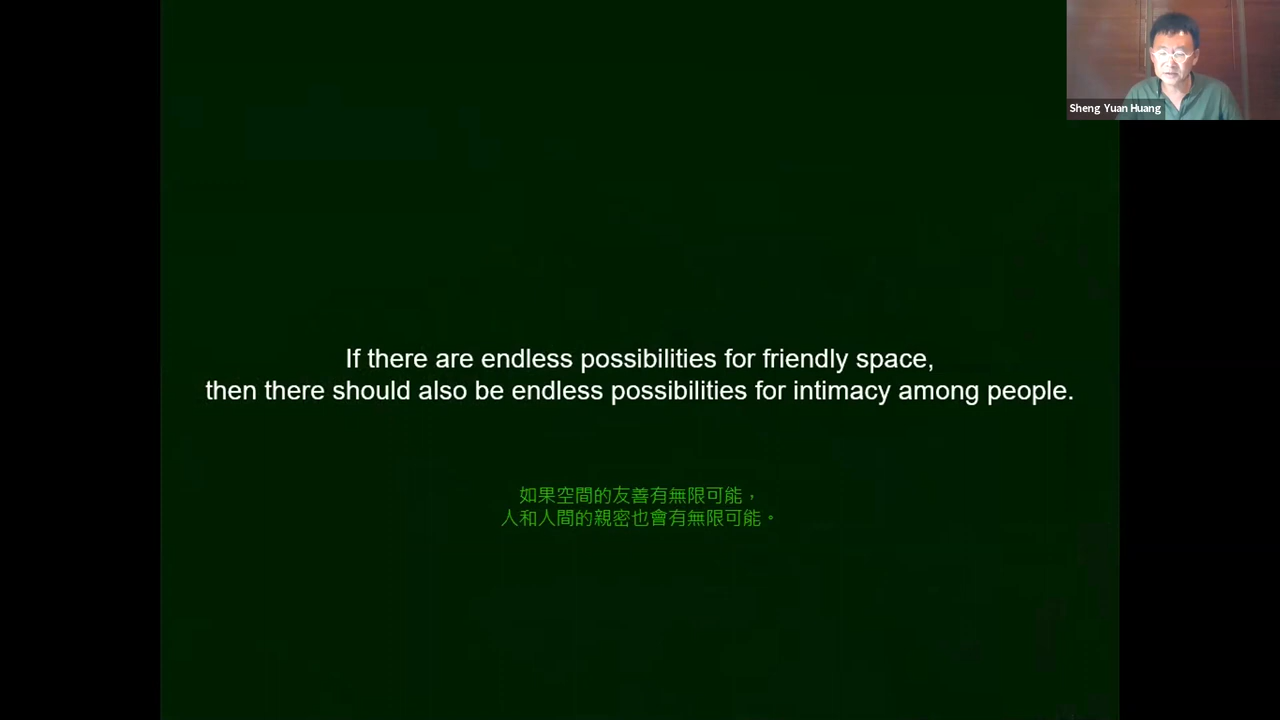 Sheng Yuan Huang
If there are endless possibilities for friendly space,
then there should also be endless possibilities for intimacy among people.
如果空間的友善有無限可能，
人和人間的親密也會有無限可能。